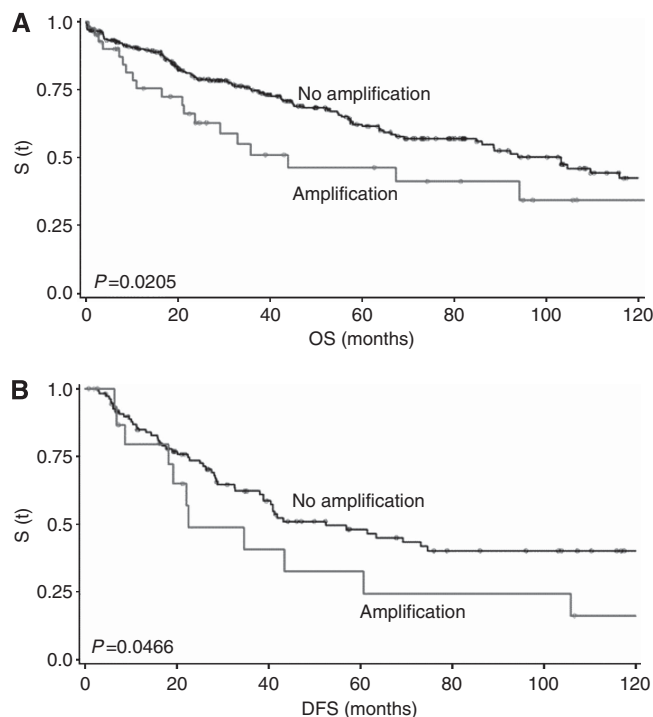 A
1.0
0.75
0.5
0.25
0.0
S (t)
No amplification
Amplification
P=0.0205
0 20 40 60 80 100 120
OS (months)
B
1.0
0.75
0.5
0.25
0.0
S (t)
No amplification
Amplification
P=0.0466
0 20 40 60 80 100 120
DFS (months)